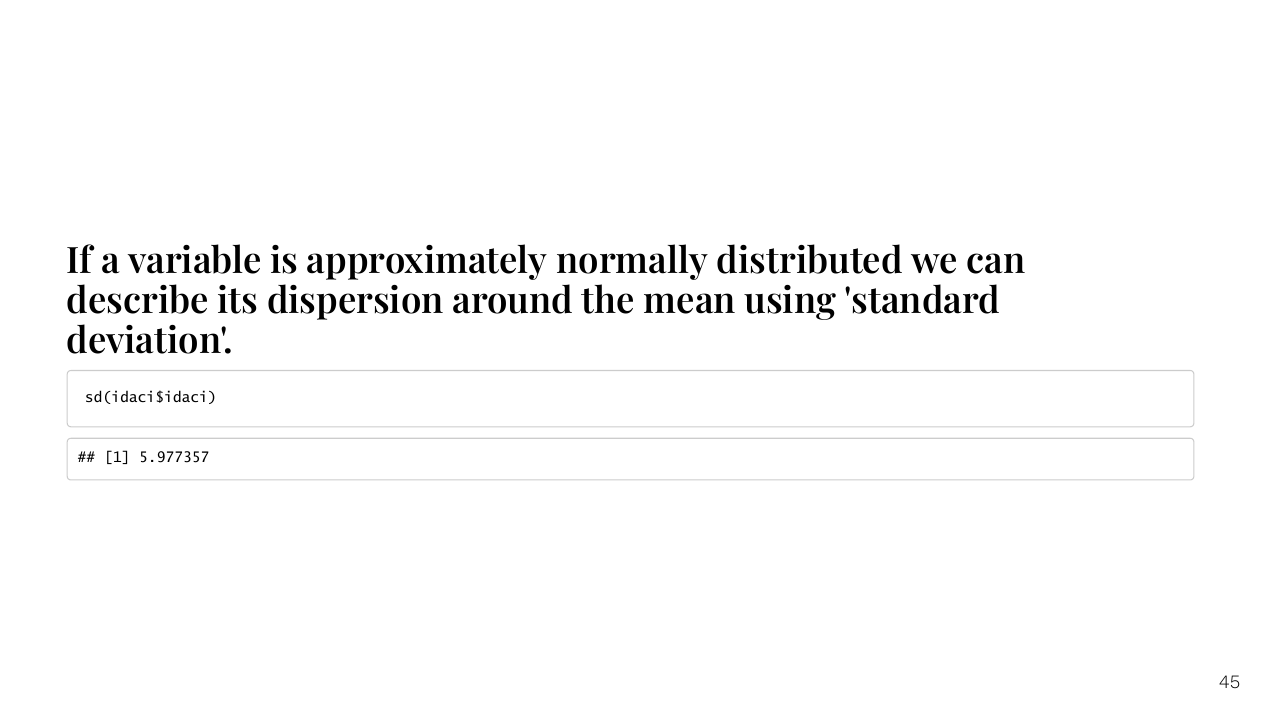 If a variable is approximately normally distributed we can
describe its dispersion around the mean using 'standard
deviation'.
sd(idaci$idaci)
## [1] 5.977357
45